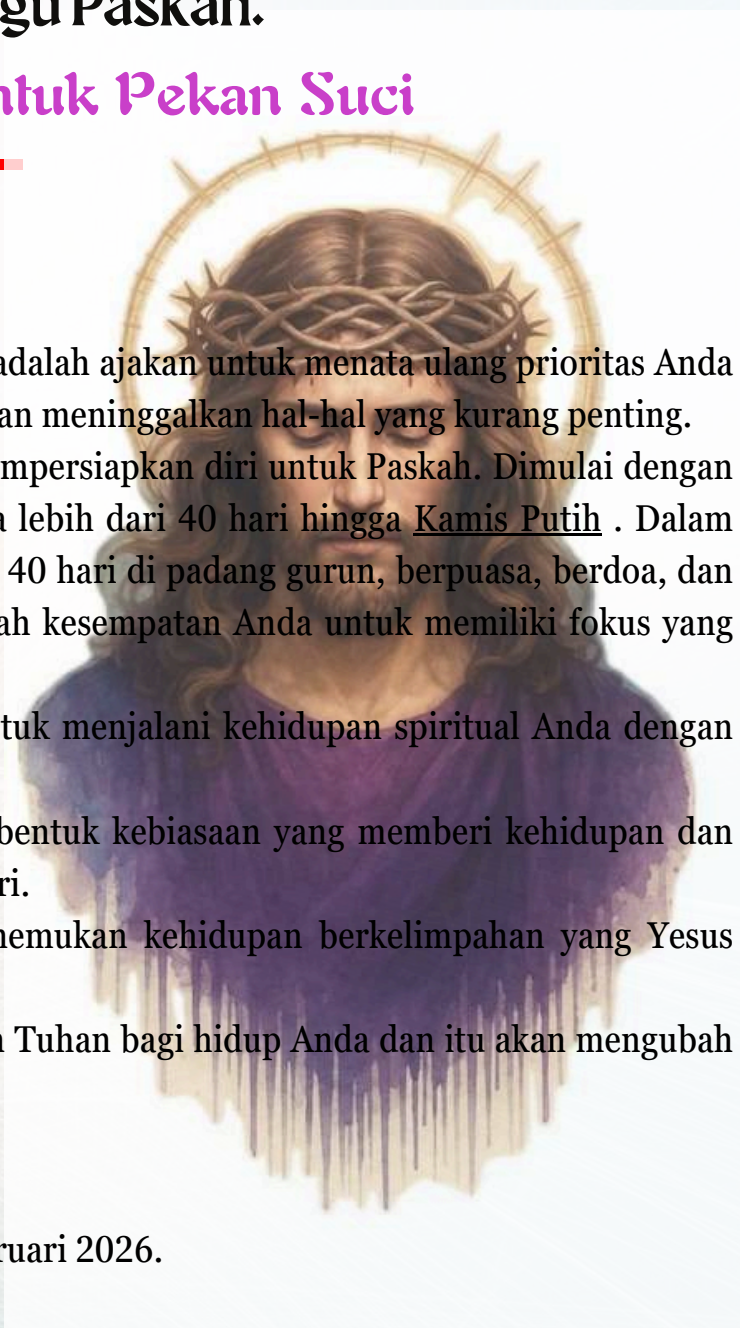 gu Paskah.
ntuk Pekan Suci
adalah ajakan untuk menata ulang prioritas Anda
an meninggalkan hal-hal yang kurang penting.
mpersiapkan diri untuk Paskah. Dimulai dengan
a lebih dari 40 hari hingga Kamis Putih . Dalam
40 hari di padang gurun, berpuasa, berdoa, dan
ah kesempatan Anda untuk memiliki fokus yang
tuk menjalani kehidupan spiritual Anda dengan
bentuk kebiasaan yang memberi kehidupan dan
ri.
nemukan kehidupan berkelimpahan yang Yesus
n Tuhan bagi hidup Anda dan itu akan mengubah
ruari 2026.